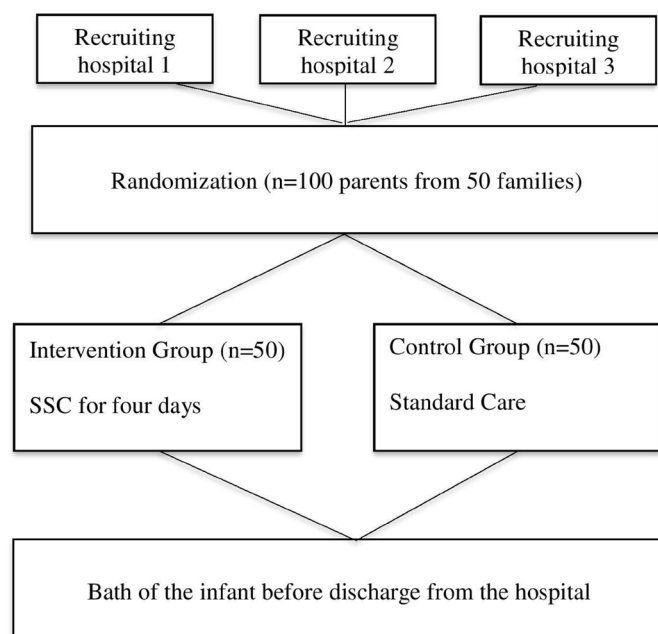 Recruiting
hospital 1
Recruiting
hospital 2
Recruiting
hospital 3
Randomization (n=100 parents from 50 families)
Intervention Group (n=50)
SSC for four days
Control Group (n=50)
Standard Care
Bath of the infant before discharge from the hospital